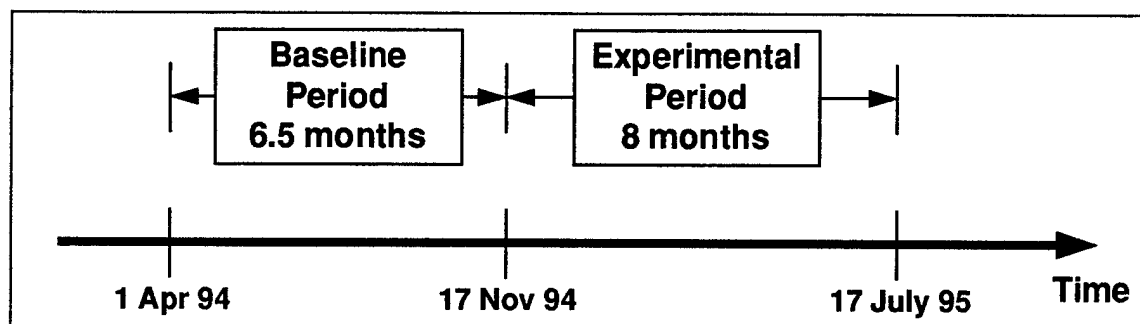 Baseline
Period
6.5 months
Experimental
Period
8 months
1 Apr 94
17 Nov 94
17 July 95
Time